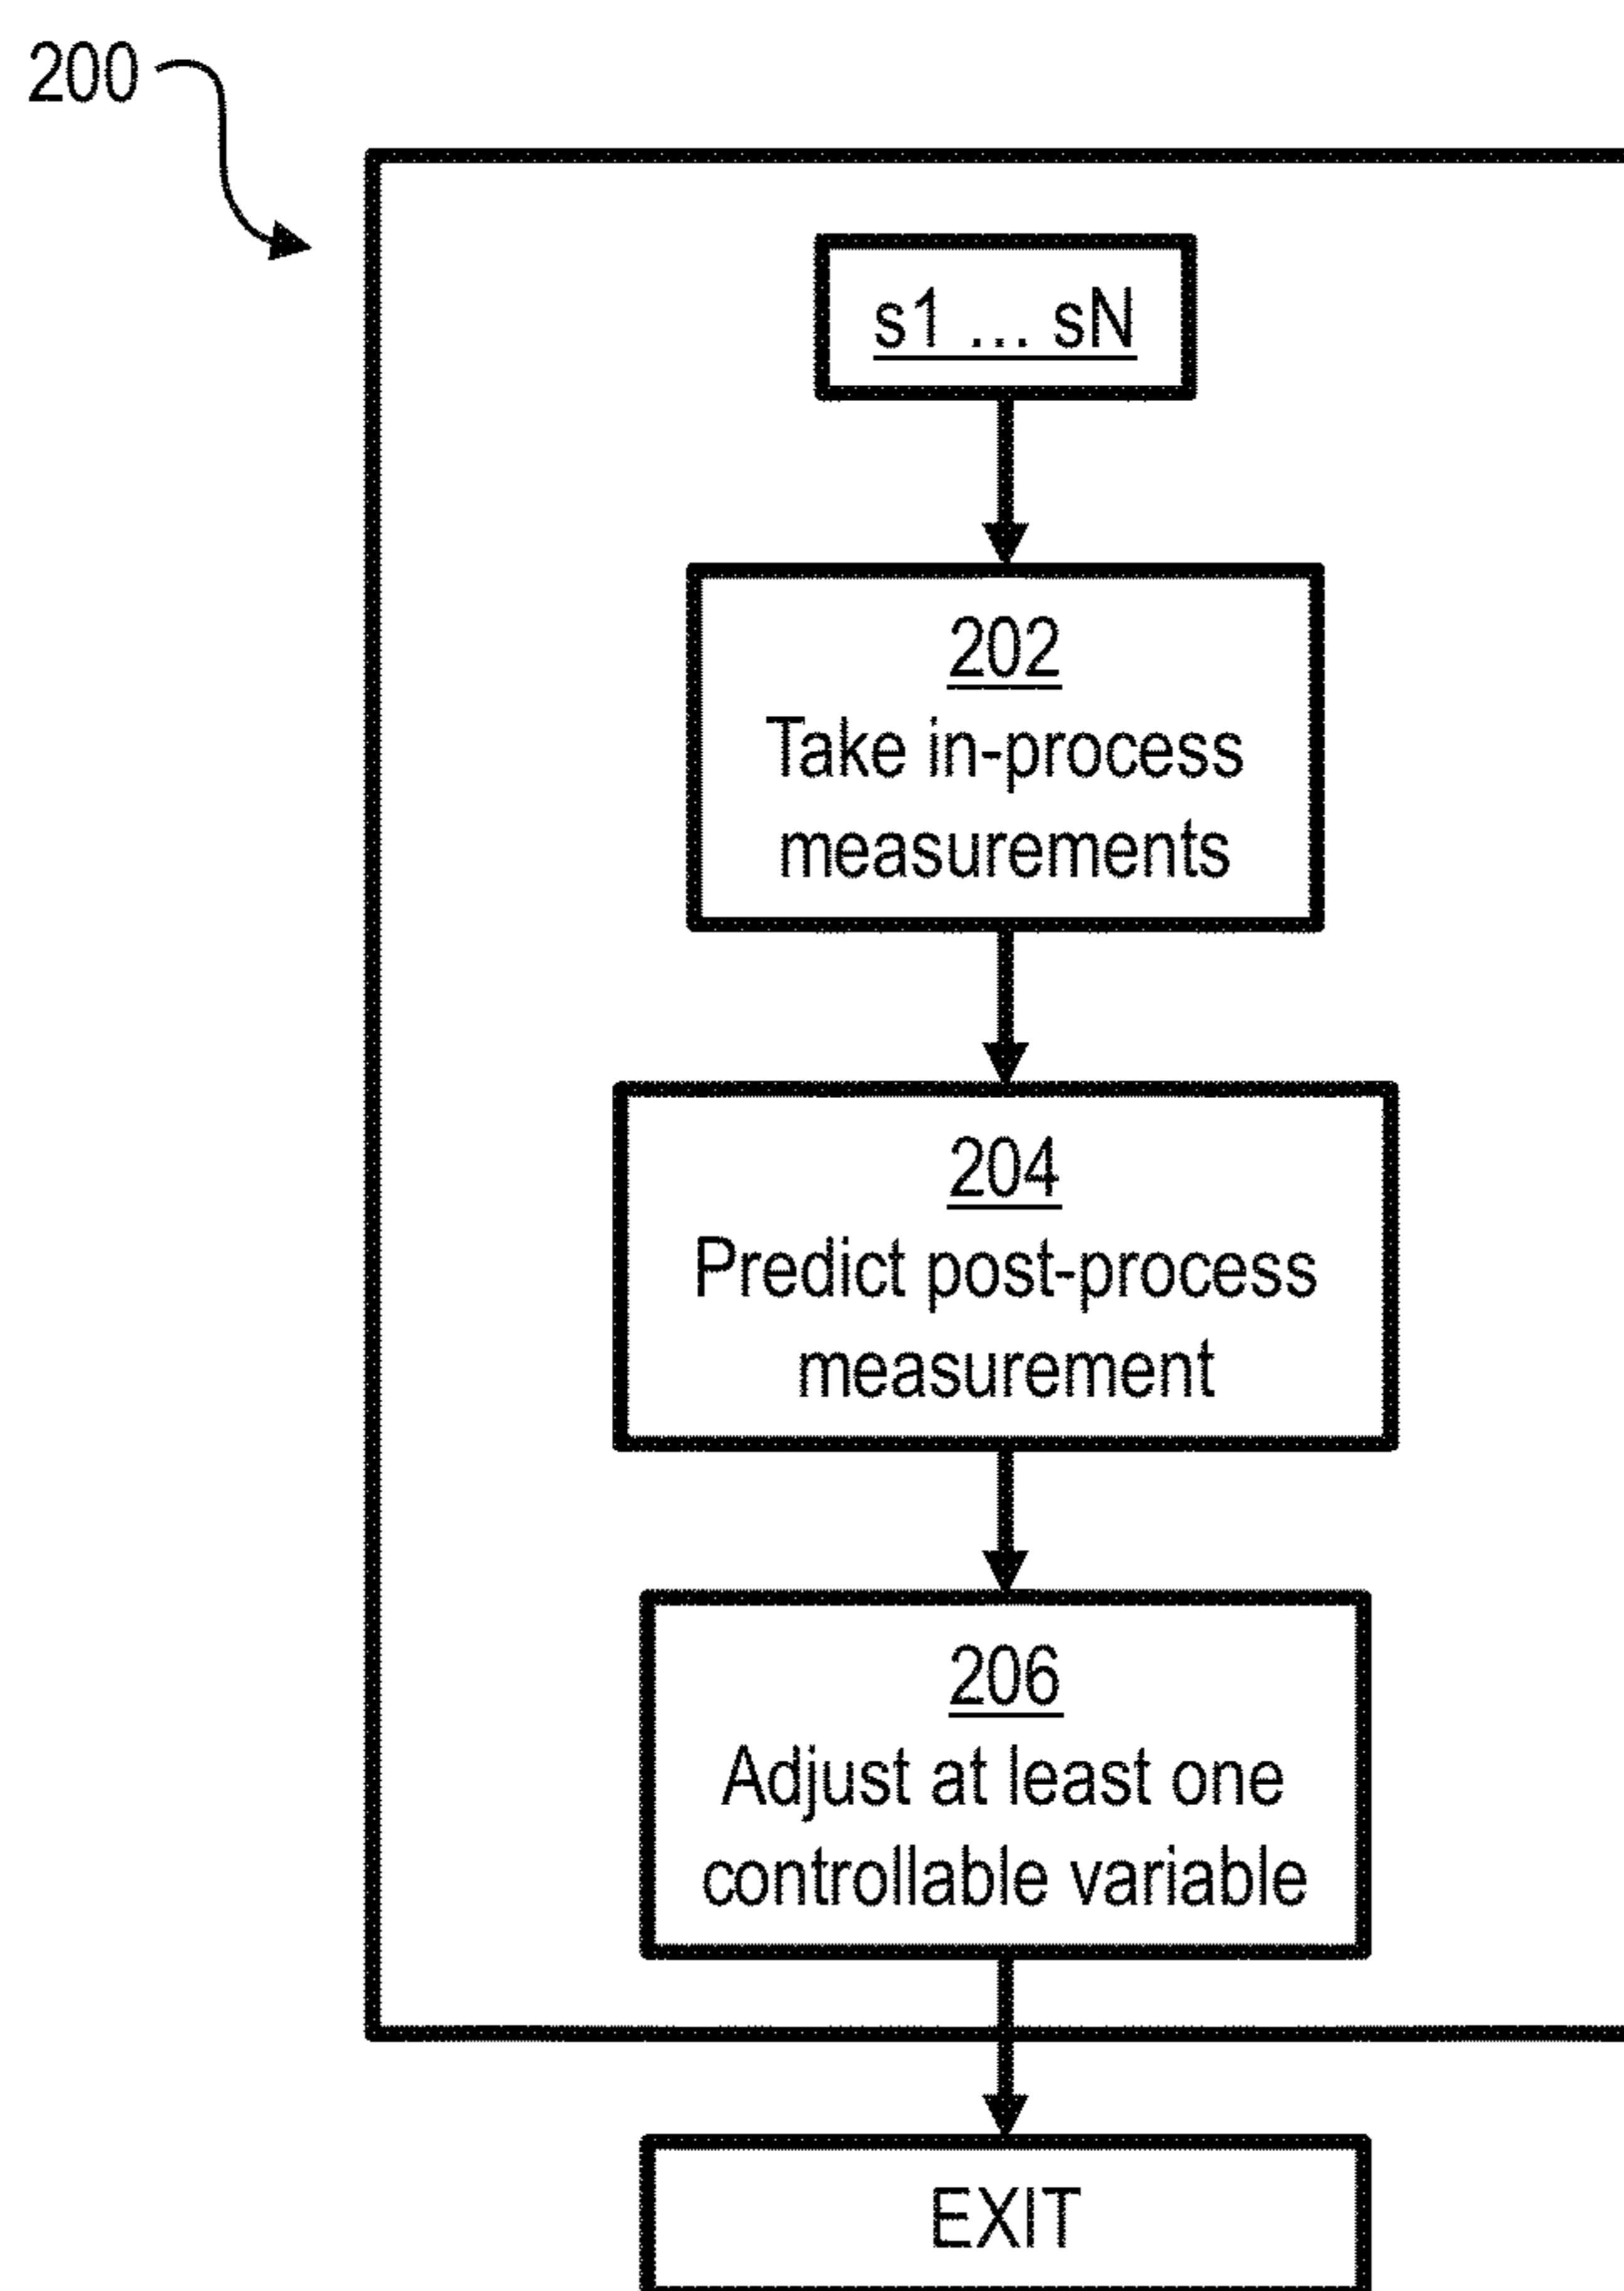 200
s1 ... sN
202
Take in-process
measurements
204
Predict post-process
measurement
206
Adjust at least one
controllable variable
EXIT